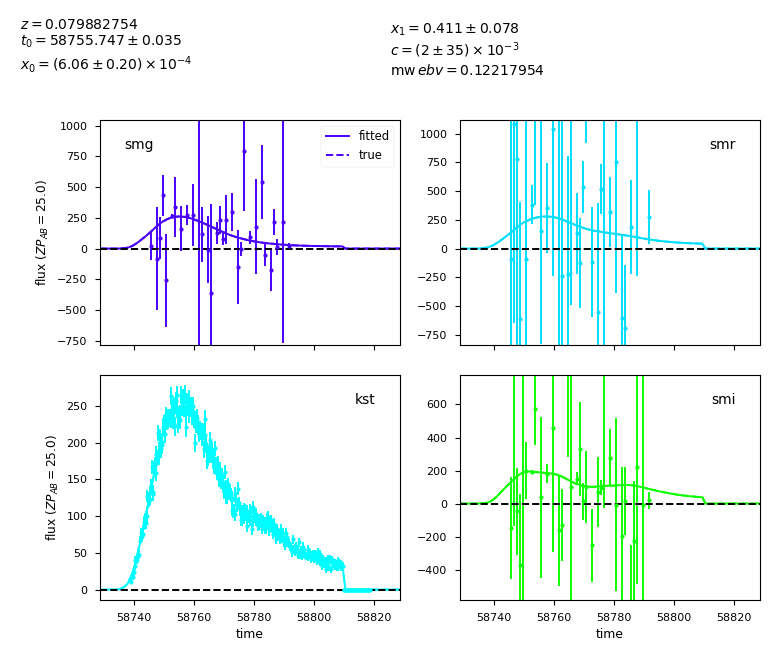 z = 0.079882754
t₀ = 58755.747 ± 0.035
x₀ = (6.06 ± 0.20) × 10⁻⁴
x₁ = 0.411 ± 0.078
c = (2 ± 35) × 10⁻³
mw ebv = 0.12217954
smg
fitted
true
1000
750
500
250
0
−250
−500
−750
flux (ZP_AB = 25.0)
smr
1000
750
500
250
0
−250
−500
−750
kst
250
200
150
100
50
0
flux (ZP_AB = 25.0)
58740 58760 58780 58800 58820
time
smi
600
400
200
0
−200
−400
58740 58760 58780 58800 58820
time